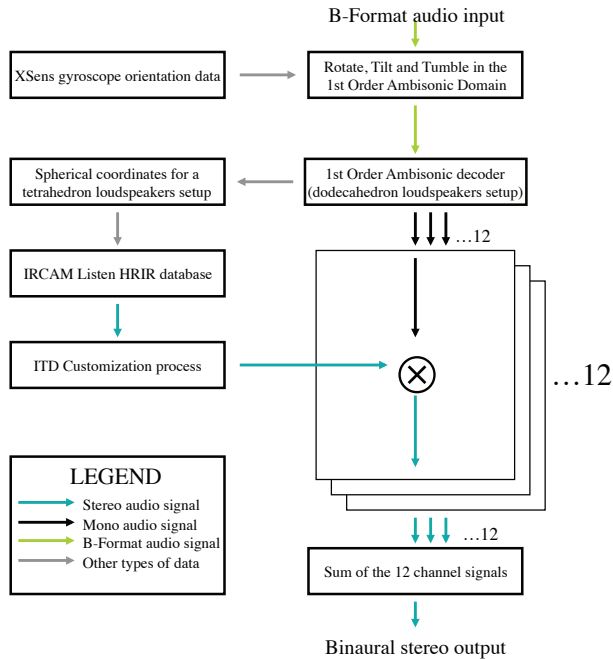 B-Format audio input
XSens gyroscope orientation data
Rotate, Tilt and Tumble in the
1st Order Ambisonic Domain
Spherical coordinates for a
tetrahedron loudspeakers setup
1st Order Ambisonic decoder
(dodecahedron loudspeakers setup)
...12
IRCAM Listen HRIR database
ITD Customization process
...12
LEGEND
Stereo audio signal
Mono audio signal
B-Format audio signal
Other types of data
...12
Sum of the 12 channel signals
Binaural stereo output